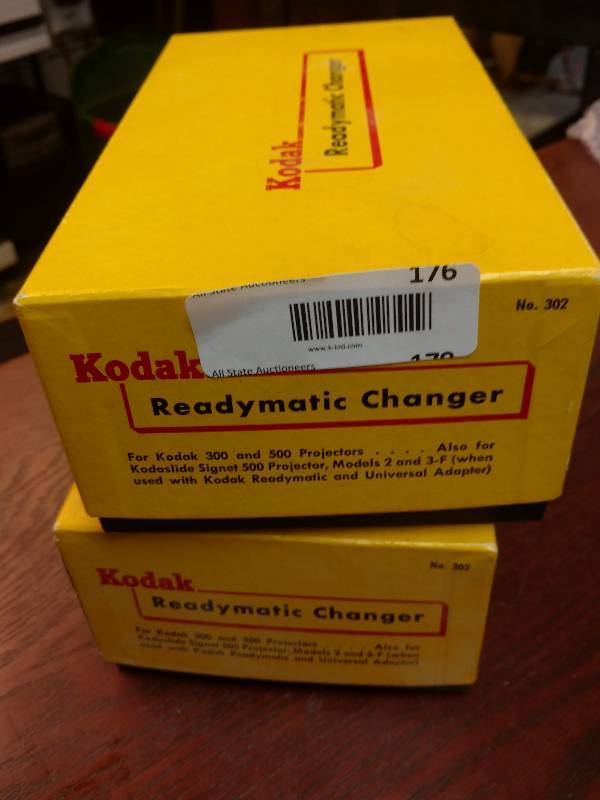 Kodak
Readymatic Changer
All State Auctioneers
176
www.k-bid.com
All State Auctioneers
No. 302
Kodak
Readymatic Changer
For Kodak 300 and 500 Projectors . . . . Also for
Kodaslide Signet 500 Projector, Models 2 and 3-F (when
used with Kodak Readymatic and Universal Adapter)
No. 302
Kodak
Readymatic Changer
For Kodak 300 and 500 Projectors . . . . Also for
Kodaslide Signet 500 Projector, Models 2 and 3-F (when
used with Kodak Readymatic and Universal Adapter)